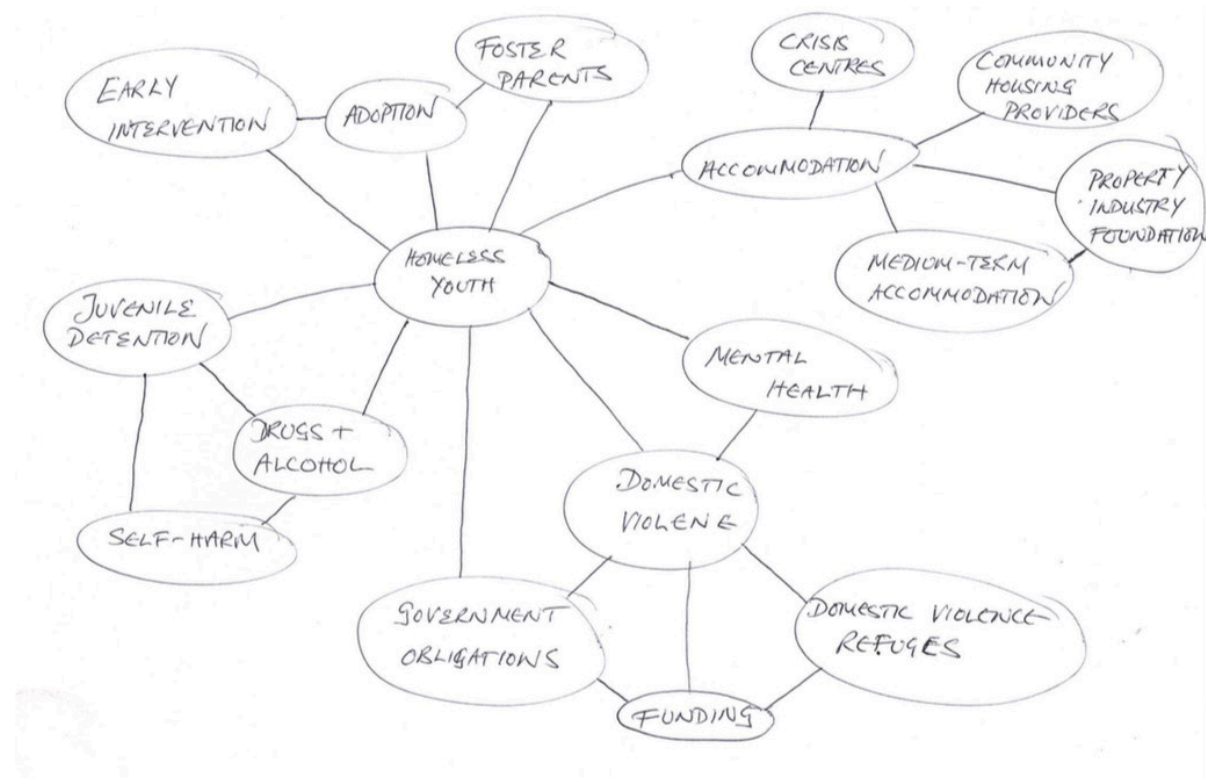 FOSTER
PARENTS
CRISIS
CENTRES
COMMUNITY
HOUSING
PROVIDERS
EARLY
INTERVENTION
ADOPTION
ACCOMMODATION
PROPERTY
INDUSTRY
FOUNDATION
HOMELESS
YOUTH
MEDIUM-TERM
ACCOMMODATION
JUVENILE
DETENTION
MENTAL
HEALTH
DRUGS +
ALCOHOL
DOMESTIC
VIOLENE
SELF-HARM
GOVERNMENT
OBLIGATIONS
DOMESTIC VIOLENCE
REFUGES
FUNDING